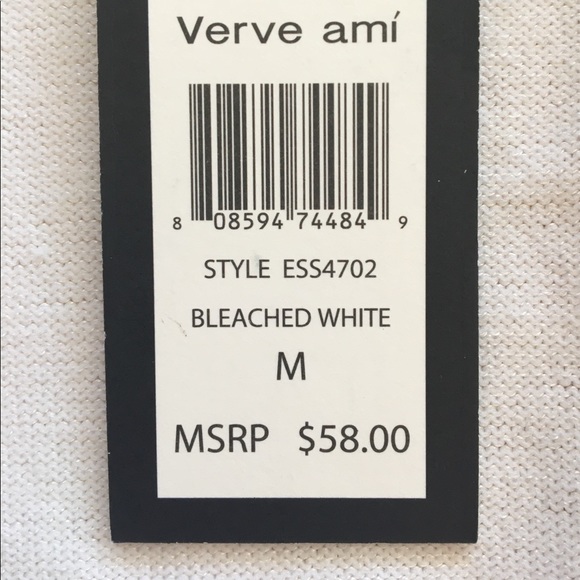 Verve amí
8 08594 74484 9
STYLE ESS4702
BLEACHED WHITE
M
MSRP $58.00